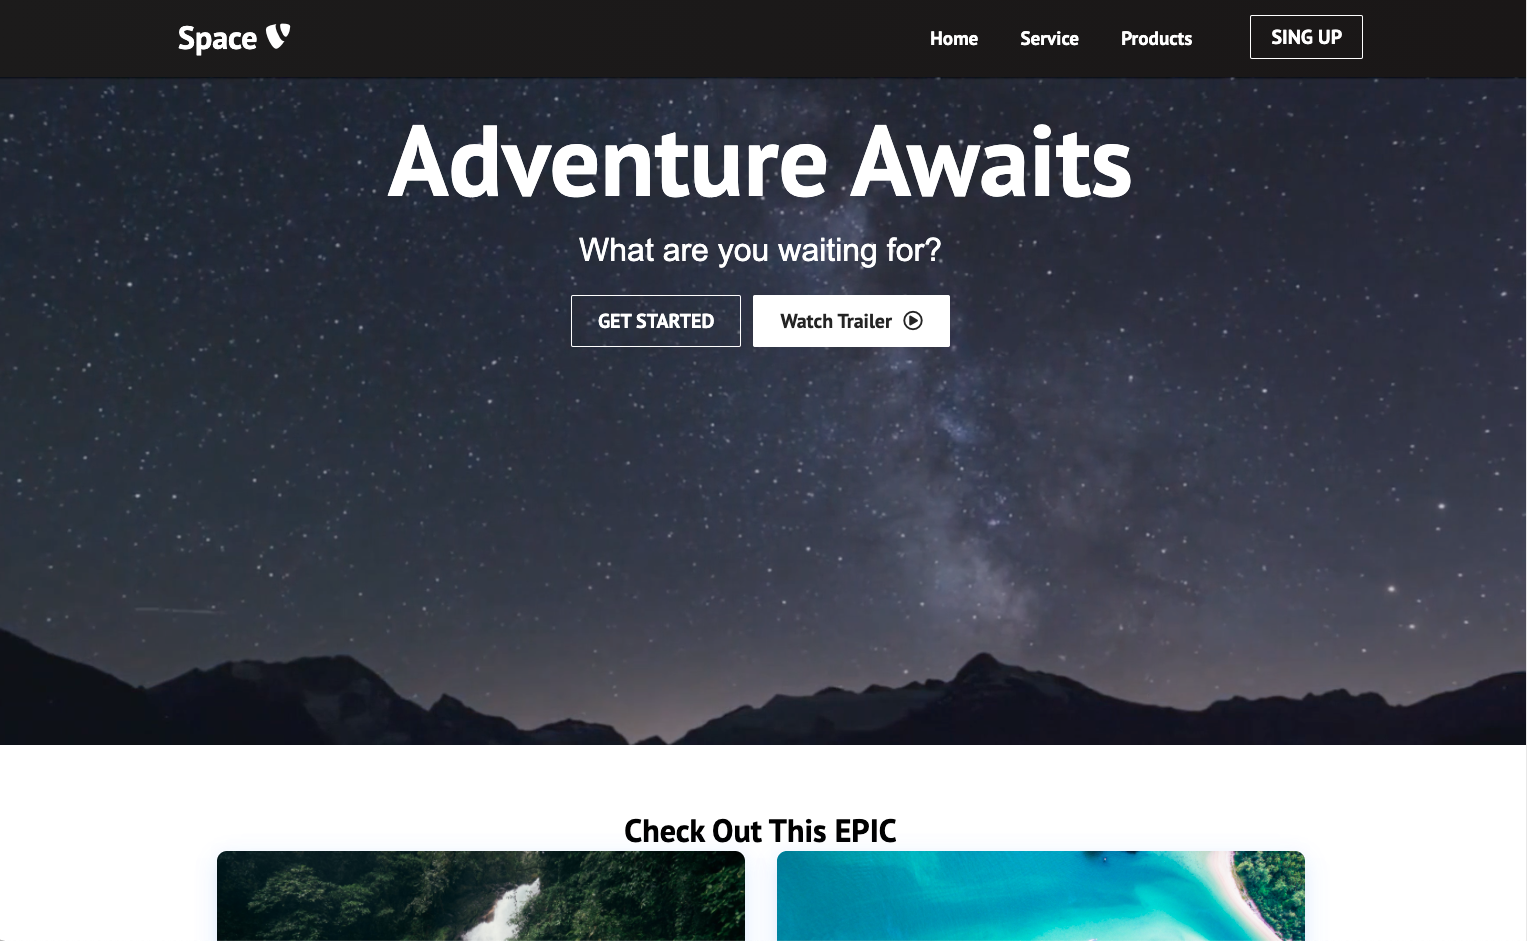 Space
Home Service Products SING UP
Adventure Awaits
What are you waiting for?
GET STARTED Watch Trailer
Check Out This EPIC